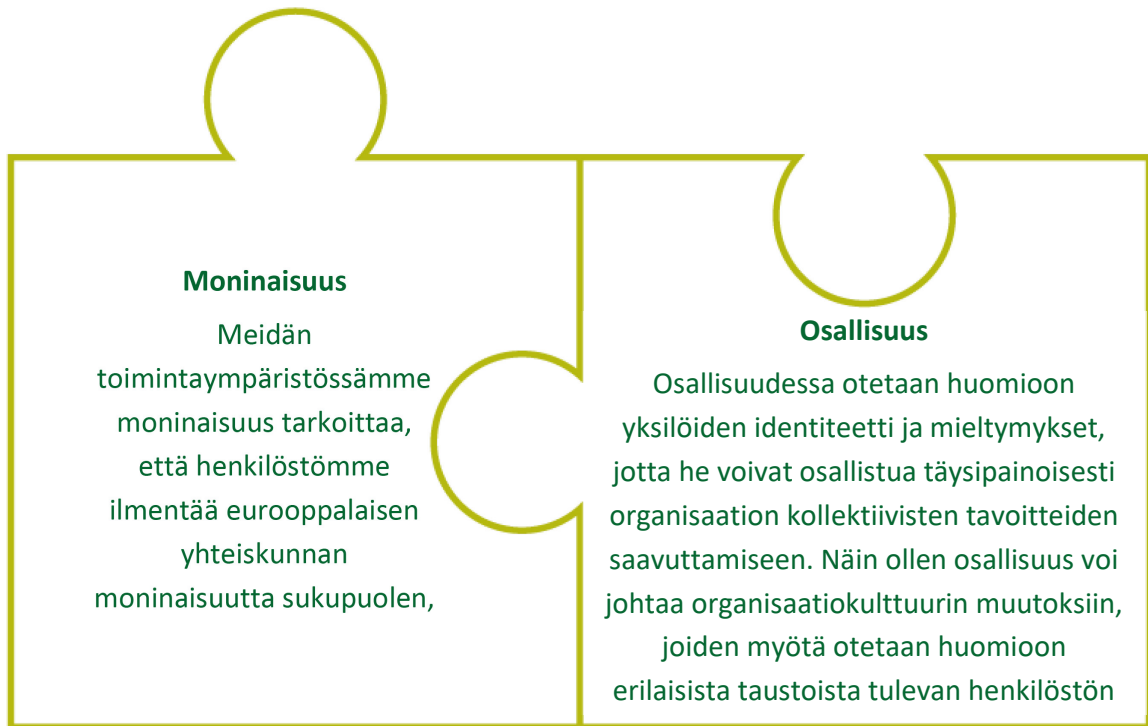 Moninaisuus
Meidän
toimintaympäristössämme
moninaisuus tarkoittaa,
että henkilöstömme
ilmentää eurooppalaisen
yhteiskunnan
moninaisuutta sukupuolen,
Osallisuus
Osallisuudessa otetaan huomioon
yksilöiden identiteetti ja mieltymykset,
jotta he voivat osallistua täysipainoisesti
organisaation kollektiivisten tavoitteiden
saavuttamiseen. Näin ollen osallisuus voi
johtaa organisaatiokulttuurin muutoksiin,
joiden myötä otetaan huomioon
erilaisista taustoista tulevan henkilöstön